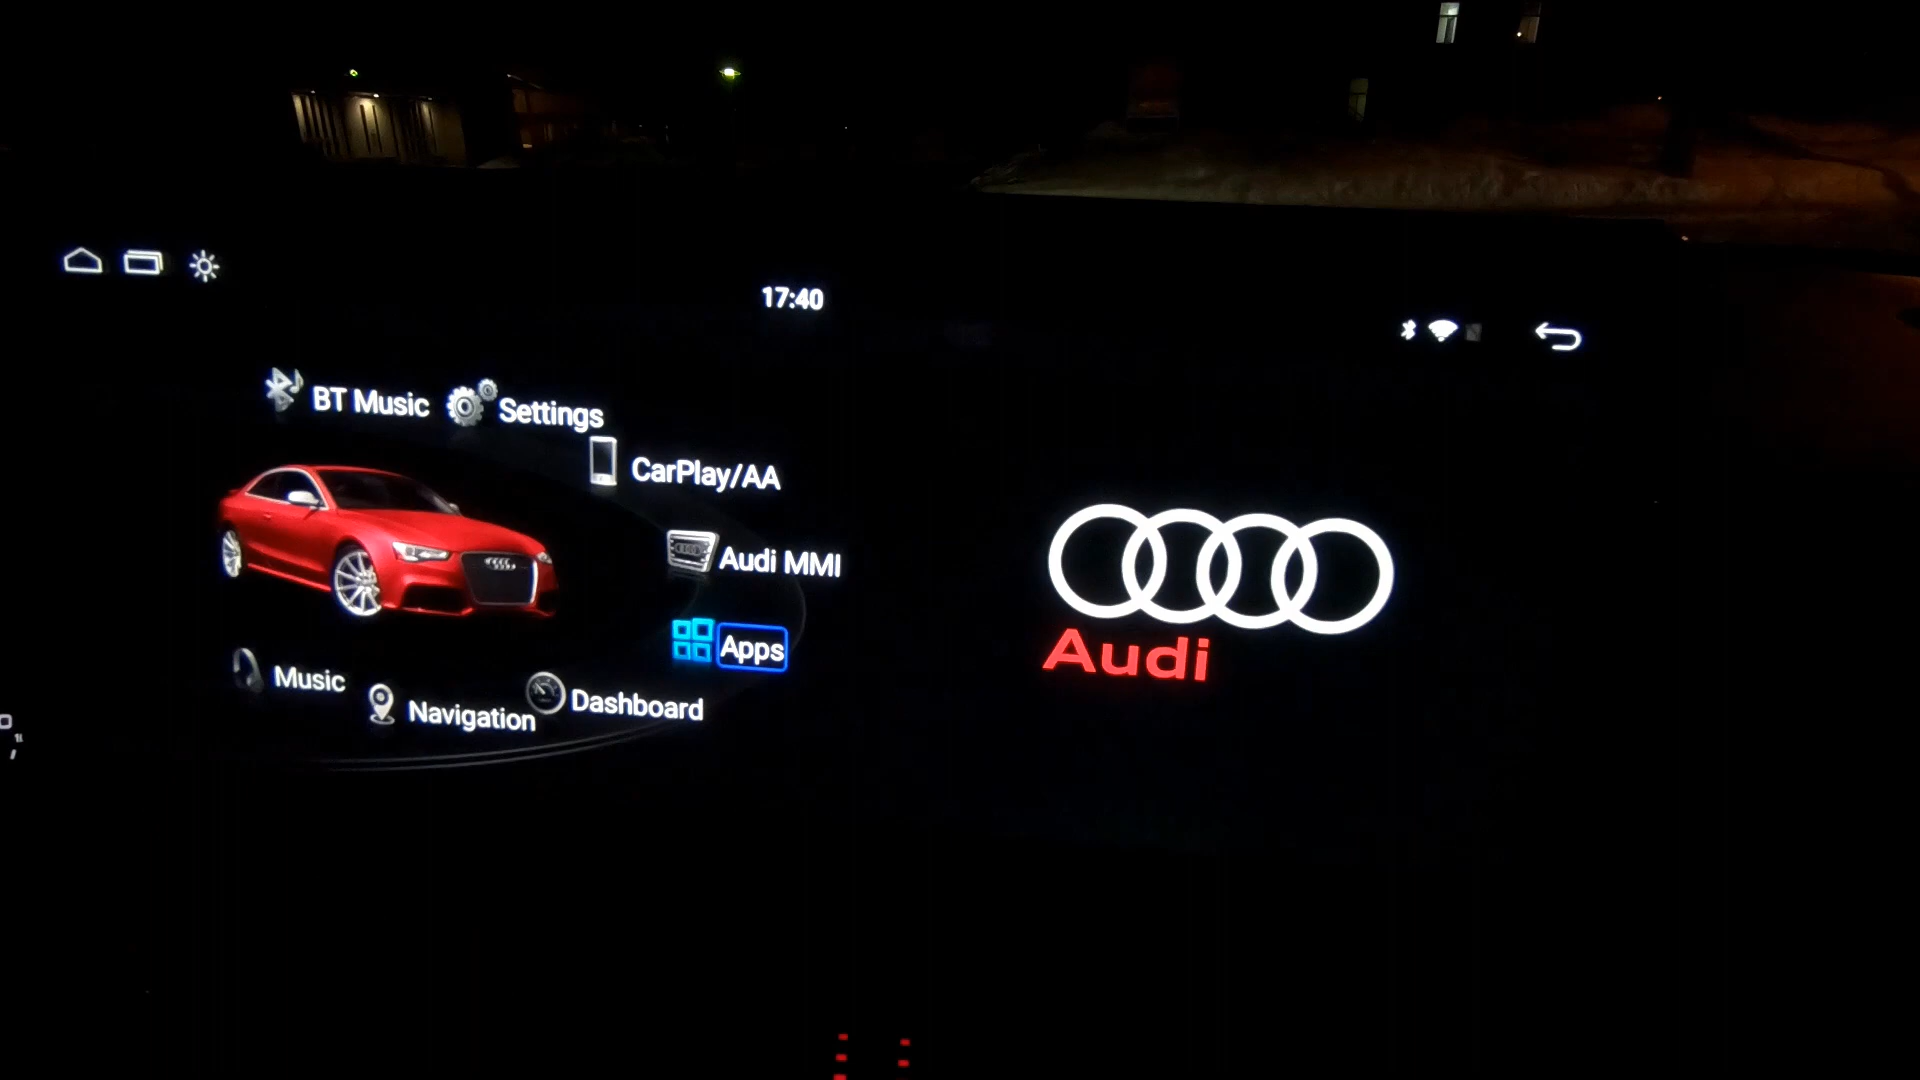 17:40
BT Music
Settings
CarPlay/AA
Audi MMI
Apps
Dashboard
Navigation
Music
Audi